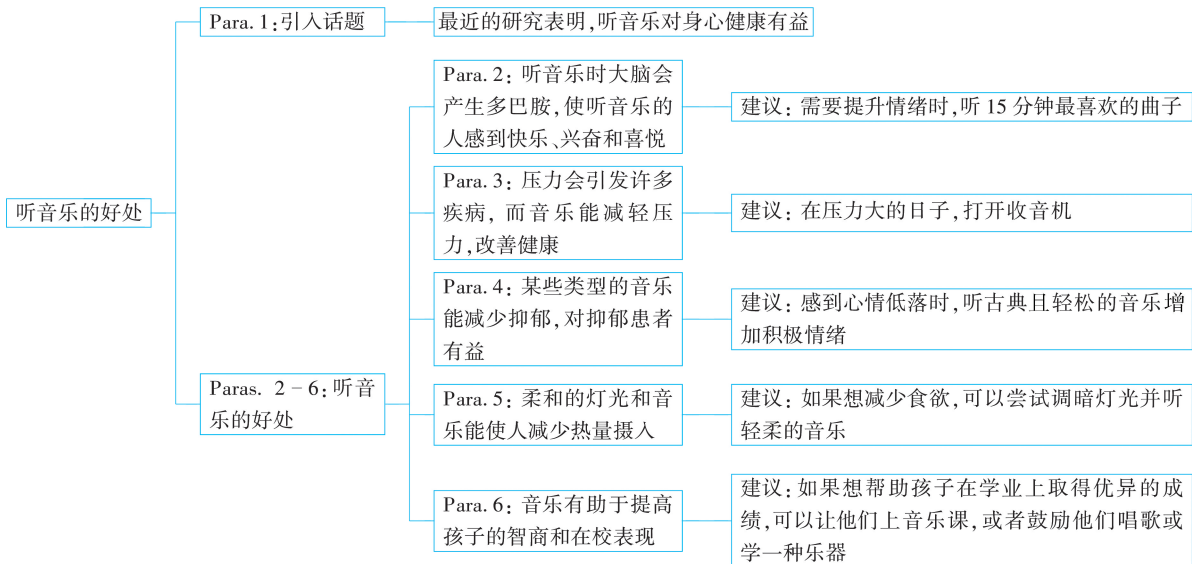 听音乐的好处
Para. 1:引入话题
最近的研究表明,听音乐对身心健康有益
Paras. 2-6:听音
乐的好处
Para. 2: 听音乐时大脑会
产生多巴胺,使听音乐的
人感到快乐、兴奋和喜悦
建议: 需要提升情绪时,听 15 分钟最喜欢的曲子
Para. 3: 压力会引发许多
疾病, 而音乐能减轻压
力,改善健康
建议: 在压力大的日子,打开收音机
Para. 4: 某些类型的音乐
能减少抑郁,对抑郁患者
有益
建议: 感到心情低落时,听古典且轻松的音乐增
加积极情绪
Para. 5: 柔和的灯光和音
乐能使人减少热量摄入
建议: 如果想减少食欲,可以尝试调暗灯光并听
轻柔的音乐
Para. 6: 音乐有助于提高
孩子的智商和在校表现
建议:如果想帮助孩子在学业上取得优异的成
绩,可以让他们上音乐课,或者鼓励他们唱歌或
学一种乐器